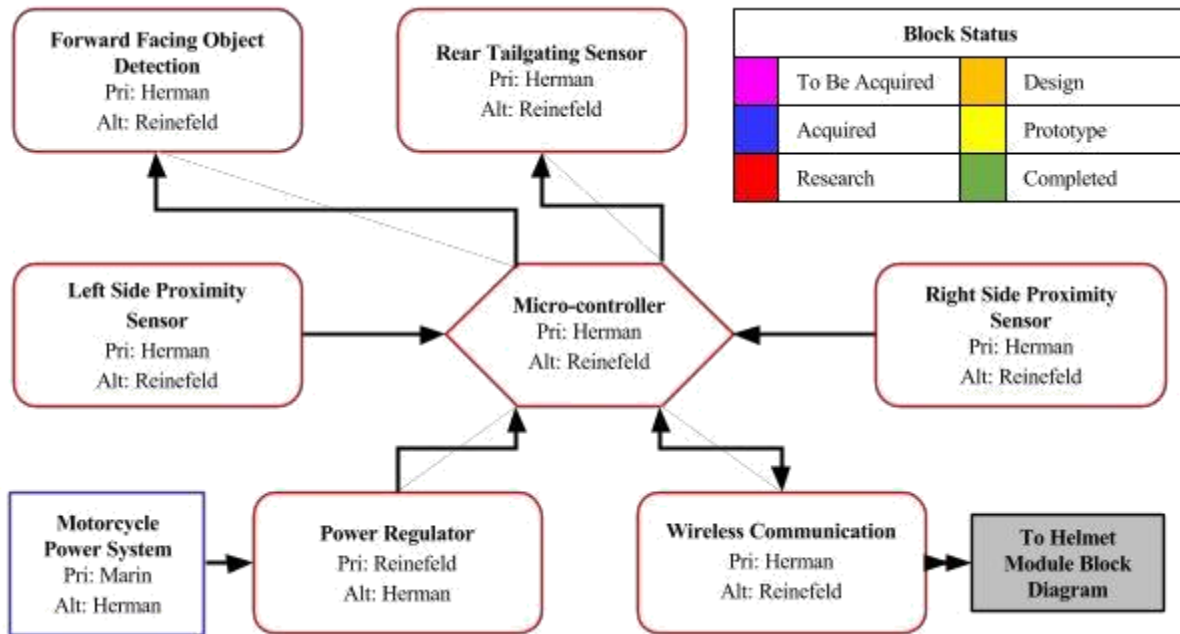 Forward Facing Object
Detection
Pri: Herman
Alt: Reinefeld
Rear Tailgating Sensor
Pri: Herman
Alt: Reinefeld
Block Status
To Be Acquired
Design
Acquired
Prototype
Research
Completed
Left Side Proximity
Sensor
Pri: Herman
Alt: Reinefeld
Micro-controller
Pri: Herman
Alt: Reinefeld
Right Side Proximity
Sensor
Pri: Herman
Alt: Reinefeld
Motorcycle
Power System
Pri: Marin
Alt: Herman
Power Regulator
Pri: Reinefeld
Alt: Herman
Wireless Communication
Pri: Herman
Alt: Reinefeld
To Helmet
Module Block
Diagram